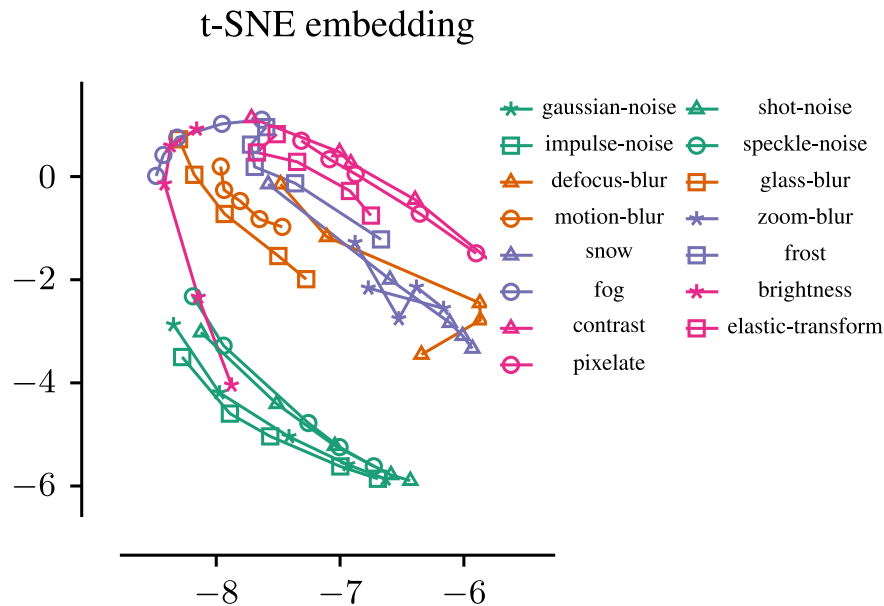 t-SNE embedding
gaussian-noise shot-noise
impulse-noise speckle-noise
defocus-blur glass-blur
motion-blur zoom-blur
snow frost
fog brightness
contrast elastic-transform
pixelate
0
−2
−4
−6
−8 −7 −6